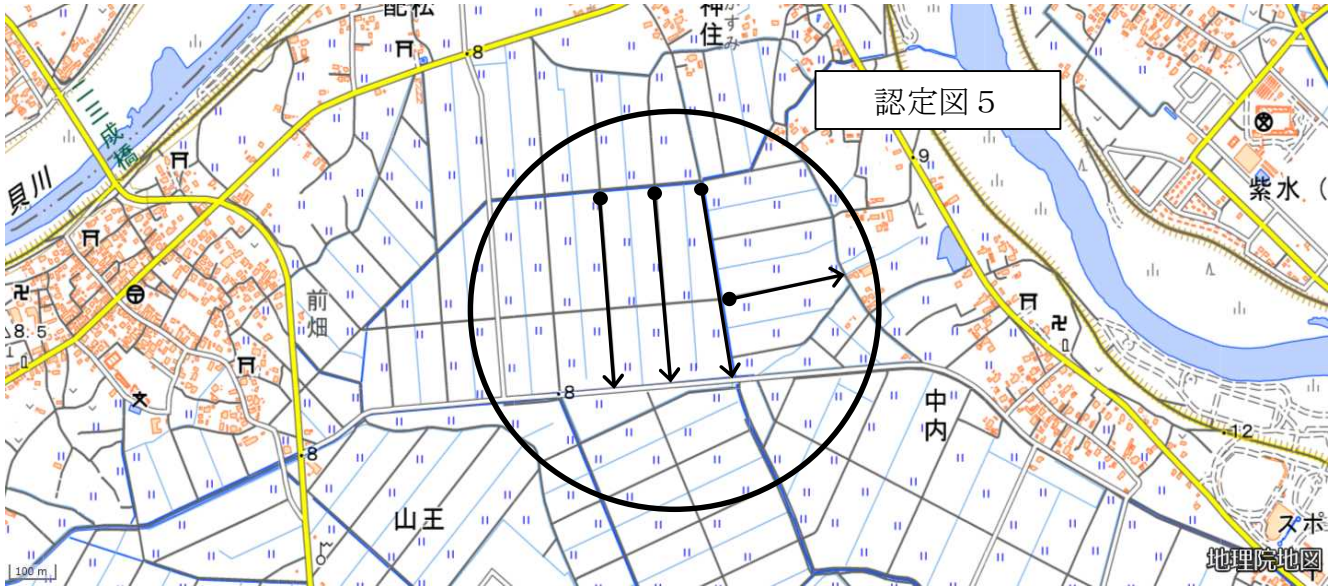 認定図５
配松
神住
かすみ
8
二三成橋
9
貝川
紫水（
前畑
8.5
8
中内
8
12
山王
スポ
100 m
地理院地図